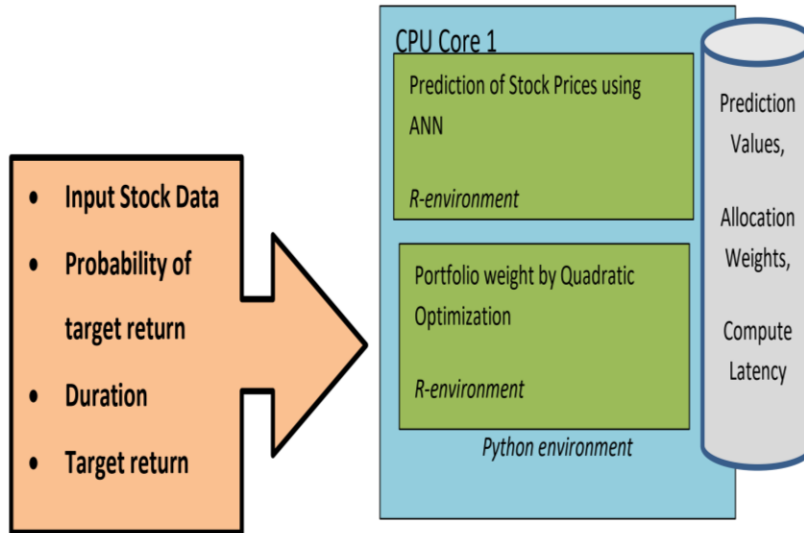 • Input Stock Data
• Probability of
target return
• Duration
• Target return
CPU Core 1
Prediction of Stock Prices using
ANN
R-environment
Portfolio weight by Quadratic
Optimization
R-environment
Python environment
Prediction
Values,
Allocation
Weights,
Compute
Latency